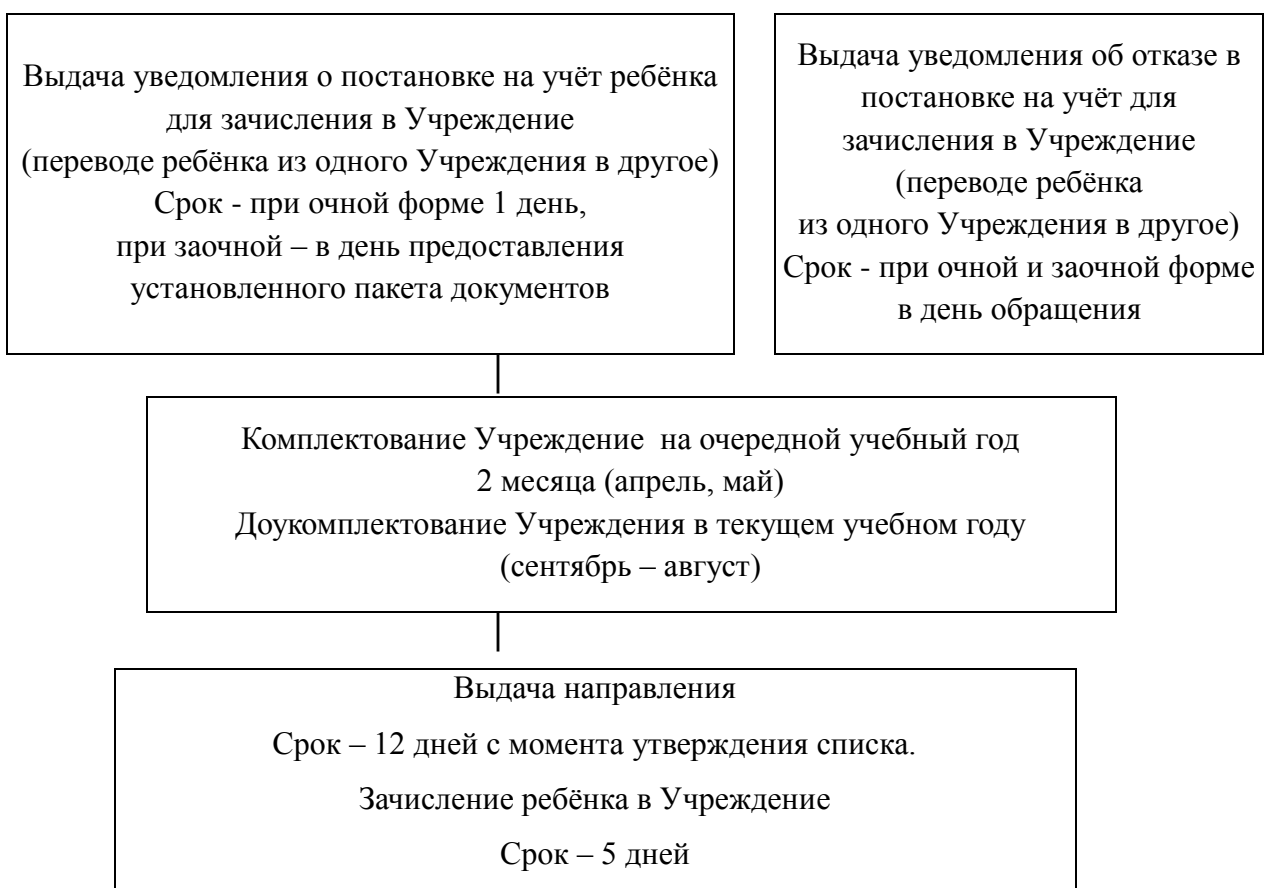 Выдача уведомления о постановке на учёт ребёнка
для зачисления в Учреждение
(переводе ребёнка из одного Учреждения в другое)
Срок - при очной форме 1 день,
при заочной – в день предоставления
установленного пакета документов
Выдача уведомления об отказе в
постановке на учёт для
зачисления в Учреждение
(переводе ребёнка
из одного Учреждения в другое)
Срок - при очной и заочной форме
в день обращения
Комплектование Учреждение на очередной учебный год
2 месяца (апрель, май)
Доукомплектование Учреждения в текущем учебном году
(сентябрь – август)
Выдача направления
Срок – 12 дней с момента утверждения списка.
Зачисление ребёнка в Учреждение
Срок – 5 дней